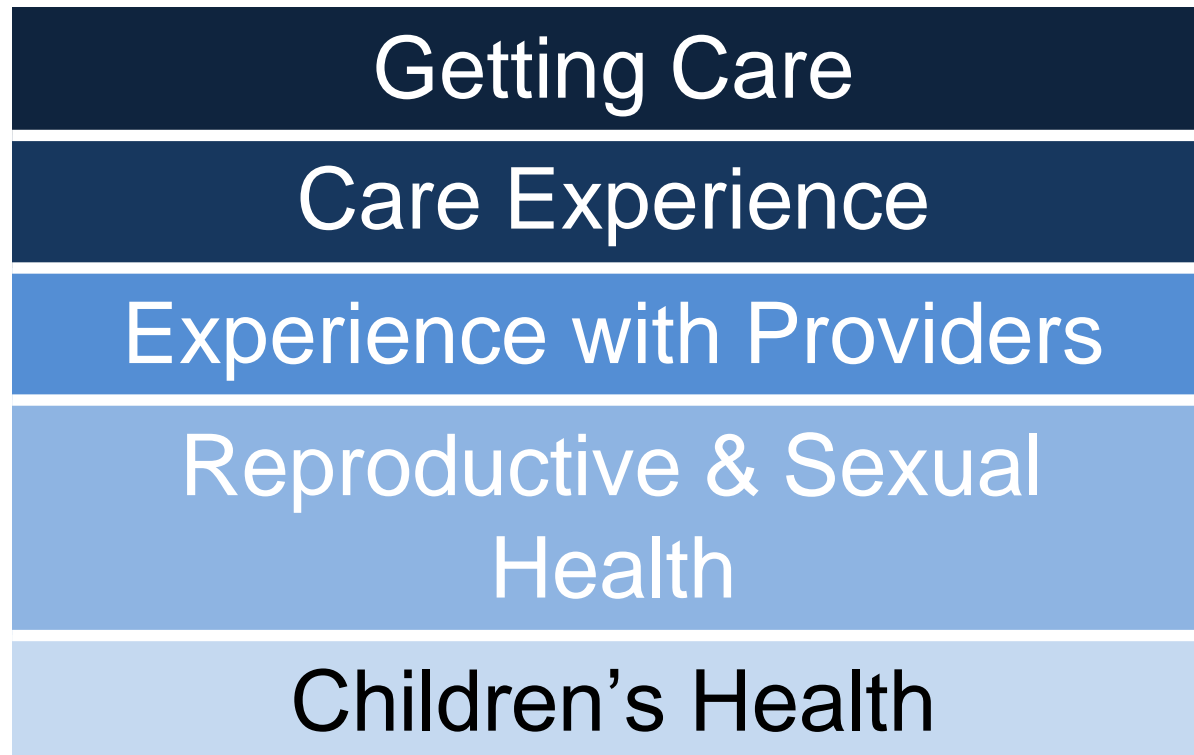 Getting Care
Care Experience
Experience with Providers
Reproductive & Sexual
Health
Children’s Health